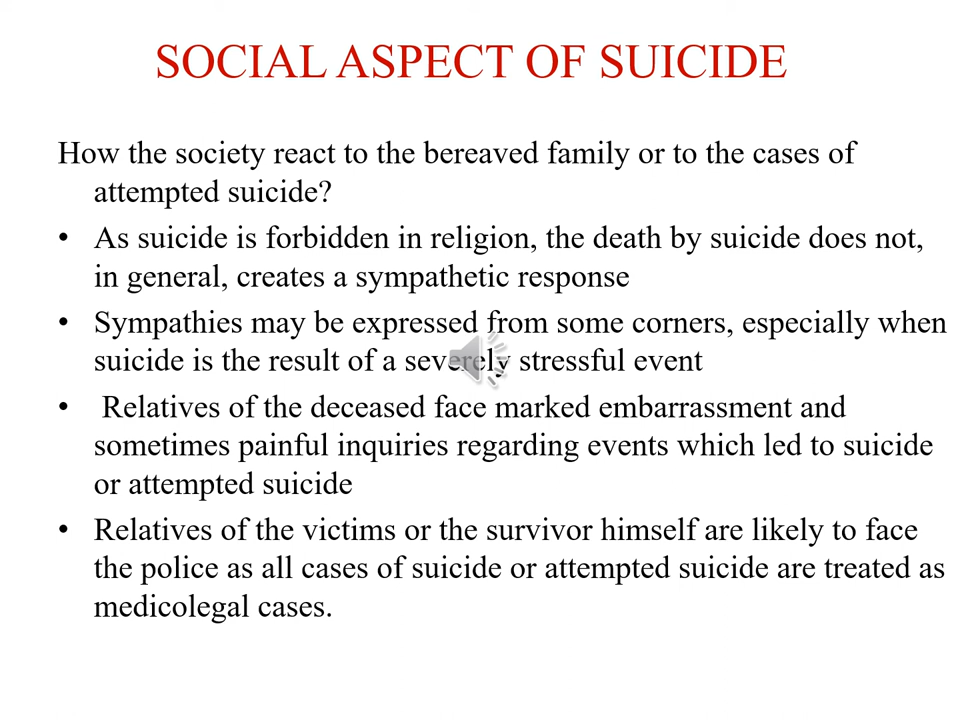 SOCIAL ASPECT OF SUICIDE
How the society react to the bereaved family or to the cases of
attempted suicide?
• As suicide is forbidden in religion, the death by suicide does not,
in general, creates a sympathetic response
• Sympathies may be expressed from some corners, especially when
suicide is the result of a severely stressful event
• Relatives of the deceased face marked embarrassment and
sometimes painful inquiries regarding events which led to suicide
or attempted suicide
• Relatives of the victims or the survivor himself are likely to face
the police as all cases of suicide or attempted suicide are treated as
medicolegal cases.